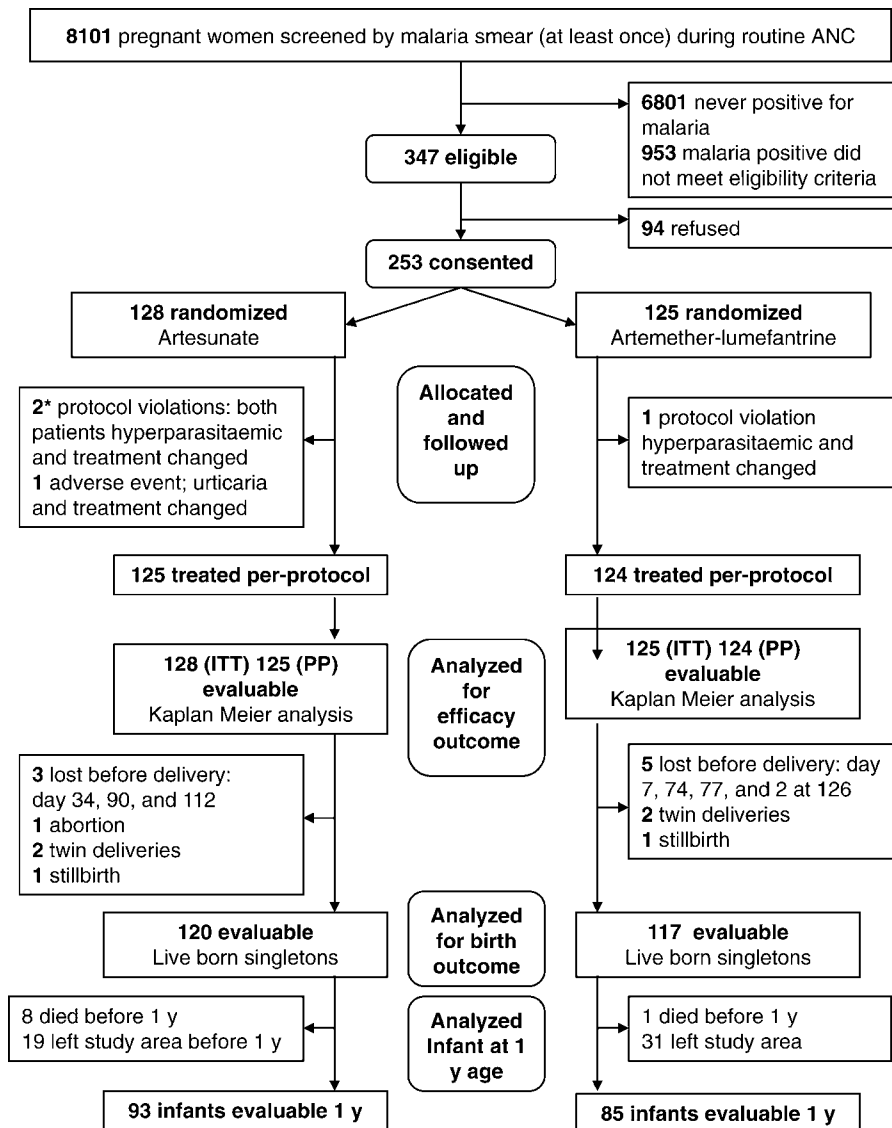 8101 pregnant women screened by malaria smear (at least once) during routine ANC
6801 never positive for
malaria
953 malaria positive did
not meet eligibility criteria
347 eligible
94 refused
253 consented
128 randomized
Artesunate
125 randomized
Artemether-lumefantrine
Allocated
and
followed
up
2* protocol violations: both
patients hyperparasitaemic
and treatment changed
1 adverse event; urticaria
and treatment changed
1 protocol violation
hyperparasitaemic and
treatment changed
125 treated per-protocol
124 treated per-protocol
128 (ITT) 125 (PP)
evaluable
Kaplan Meier analysis
Analyzed
for
efficacy
outcome
125 (ITT) 124 (PP)
evaluable
Kaplan Meier analysis
3 lost before delivery:
day 34, 90, and 112
1 abortion
2 twin deliveries
1 stillbirth
5 lost before delivery: day
7, 74, 77, and 2 at 126
2 twin deliveries
1 stillbirth
120 evaluable
Live born singletons
Analyzed
for birth
outcome
117 evaluable
Live born singletons
8 died before 1 y
19 left study area before 1 y
Analyzed
Infant at 1
y age
1 died before 1 y
31 left study area
93 infants evaluable 1 y
85 infants evaluable 1 y